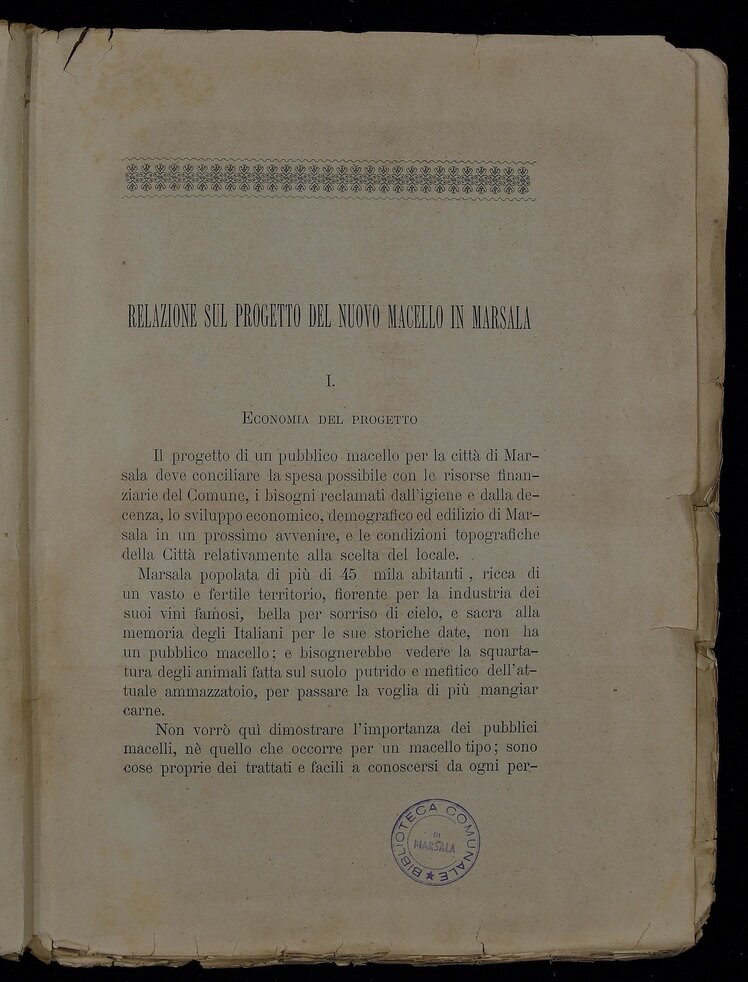 RELAZIONE SUL PROGETTO DEL NUOVO MACELLO IN MARSALA
I.
ECONOMIA DEL PROGETTO
Il progetto di un pubblico macello per la città di Mar-
sala deve conciliare la spesa possibile con le risorse finan-
ziarie del Comune, i bisogni reclamati dall'igiene e dalla de-
cenza, lo sviluppo economico, demografico ed edilizio di Mar-
sala in un prossimo avvenire, e le condizioni topografiche
della Città relativamente alla scelta del locale.
Marsala popolata di più di 45 mila abitanti, ricca di
un vasto e fertile territorio, fiorente per la industria dei
suoi vini famosi, bella per sorriso di cielo, e sacra alla
memoria degli Italiani per le sue storiche date, non ha
un pubblico macello; e bisognerebbe vedere la squarta-
tura degli animali fatta sul suolo putrido e mefitico dell'at-
tuale ammazzatoio, per passare la voglia di più mangiar
carne.
Non vorrò quì dimostrare l'importanza dei pubblici
macelli, nè quello che occorre per un macello tipo; sono
cose proprie dei trattati e facili a conoscersi da ogni per-
BIBLIOTECA COMUNALE
DI
MARSALA